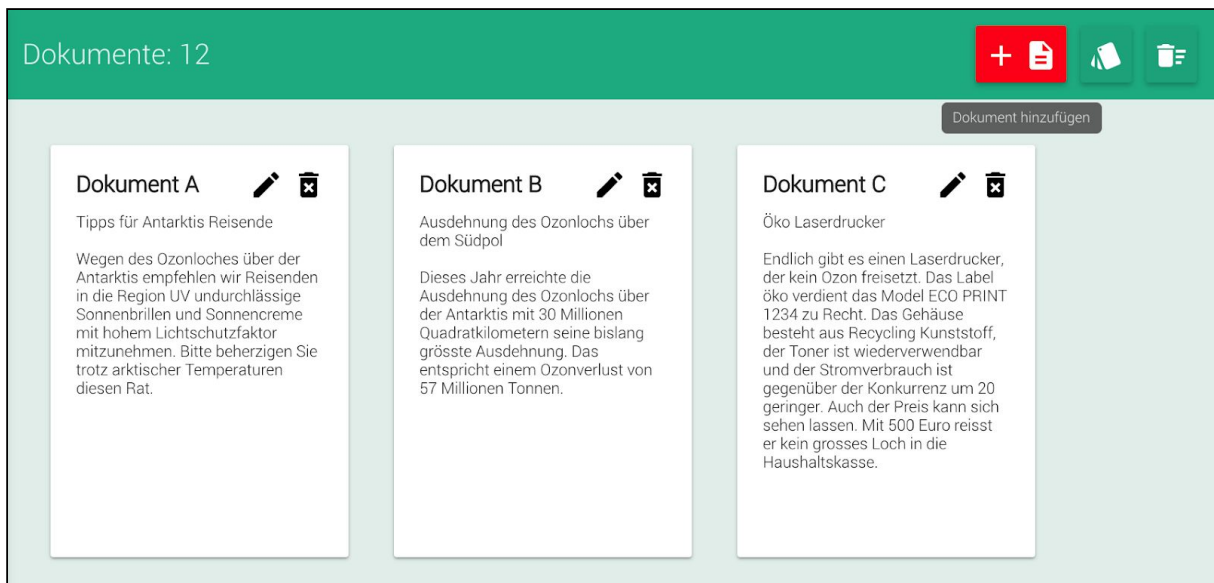 Dokumente: 12
Dokument hinzufügen
Dokument A
Tipps für Antarktis Reisende
Wegen des Ozonloches über der
Antarktis empfehlen wir Reisenden
in die Region UV undurchlässige
Sonnenbrillen und Sonnencreme
mit hohem Lichtschutzfaktor
mitzunehmen. Bitte beherzigen Sie
trotz arktischer Temperaturen
diesen Rat.
Dokument B
Ausdehnung des Ozonlochs über
dem Südpol
Dieses Jahr erreichte die
Ausdehnung des Ozonlochs über
der Antarktis mit 30 Millionen
Quadratkilometern seine bislang
grösste Ausdehnung. Das
entspricht einem Ozonverlust von
57 Millionen Tonnen.
Dokument C
Öko Laserdrucker
Endlich gibt es einen Laserdrucker,
der kein Ozon freisetzt. Das Label
öko verdient das Model ECO PRINT
1234 zu Recht. Das Gehäuse
besteht aus Recycling Kunststoff,
der Toner ist wiederverwendbar
und der Stromverbrauch ist
gegenüber der Konkurrenz um 20
geringer. Auch der Preis kann sich
sehen lassen. Mit 500 Euro reisst
er kein grosses Loch in die
Haushaltskasse.